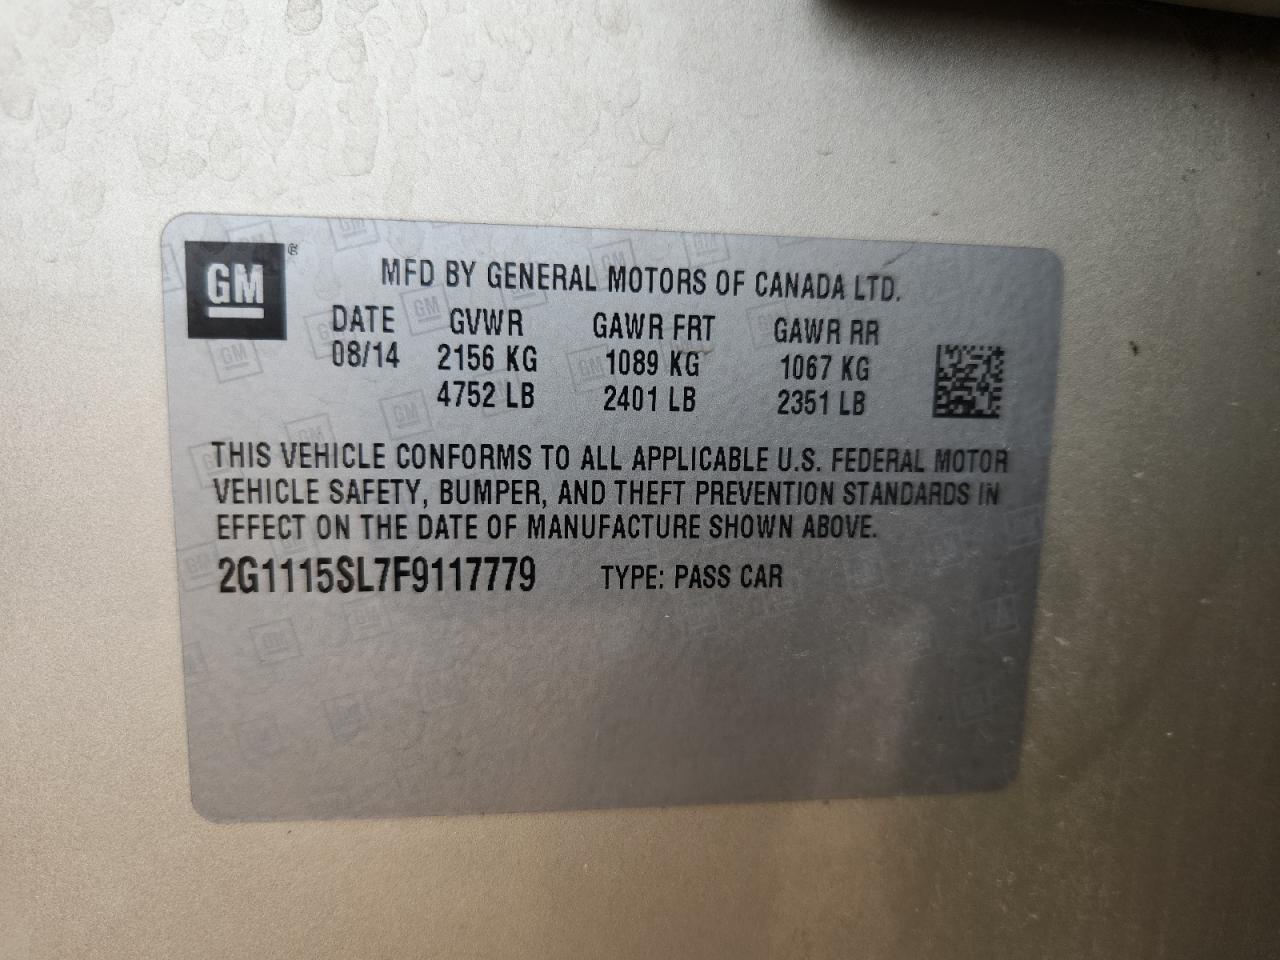 GM®
MFD BY GENERAL MOTORS OF CANADA LTD.
DATE GVWR GAWR FRT GAWR RR
08/14 2156 KG 1089 KG 1067 KG
4752 LB 2401 LB 2351 LB
THIS VEHICLE CONFORMS TO ALL APPLICABLE U.S. FEDERAL MOTOR
VEHICLE SAFETY, BUMPER, AND THEFT PREVENTION STANDARDS IN
EFFECT ON THE DATE OF MANUFACTURE SHOWN ABOVE.
2G1115SL7F9117779 TYPE: PASS CAR